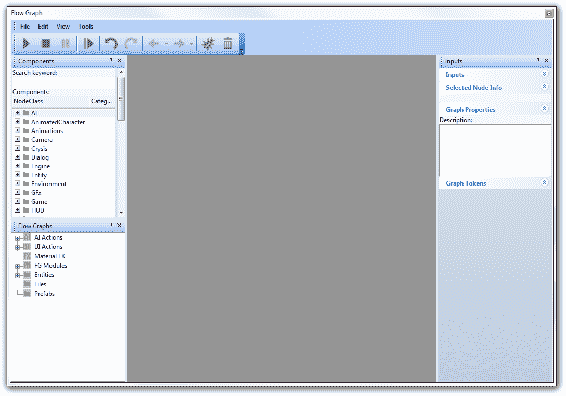 Flow Graph
File Edit View Tools
Components
Search keyword:
Components:
NodeClass Categ...
AI
AnimatedCharacter
Animations
Camera
Crysis
Dialog
Engine
Entity
Environment
GFx
Game
HUD
Flow Graphs
AI Actions
UI Actions
Material FX
FG Modules
Entities
Files
Prefabs
Inputs
Inputs
Selected Node Info
Graph Properties
Description:
Graph Tokens